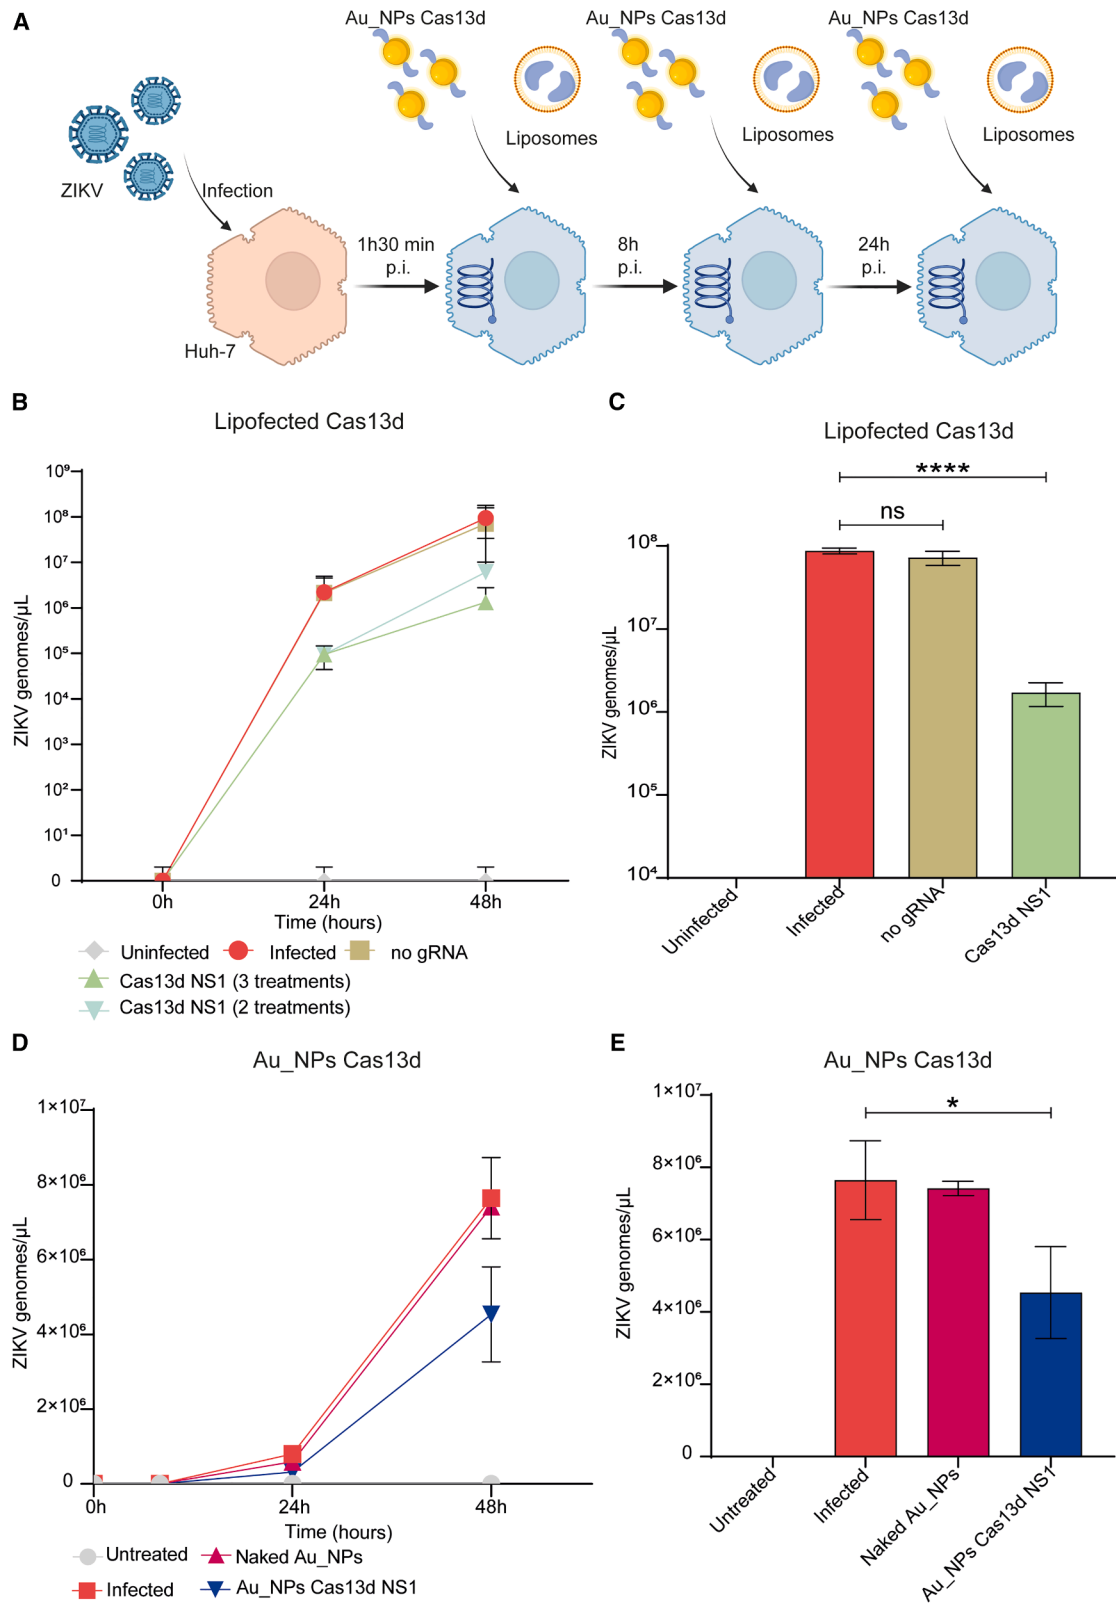 A
Au_NPs Cas13d
Au_NPs Cas13d
Au_NPs Cas13d
Liposomes
Liposomes
Liposomes
ZIKV
Infection
1h30 min
p.i.
8h
p.i.
24h
p.i.
Huh-7
B
Lipofected Cas13d
ZIKV genomes/µL
10⁹
10⁸
10⁷
10⁶
10⁵
10⁴
10³
10²
10¹
0
0h
24h
48h
Time (hours)
Uninfected
Infected
no gRNA
Cas13d NS1 (3 treatments)
Cas13d NS1 (2 treatments)
C
Lipofected Cas13d
****
ns
ZIKV genomes/µL
10⁸
10⁷
10⁶
10⁵
10⁴
Uninfected
Infected
no gRNA
Cas13d NS1
D
Au_NPs Cas13d
ZIKV genomes/µL
1×10⁷
8×10⁶
6×10⁶
4×10⁶
2×10⁶
0
0h
24h
48h
Time (hours)
Untreated
Naked Au_NPs
Infected
Au_NPs Cas13d NS1
E
Au_NPs Cas13d
*
ZIKV genomes/µL
1×10⁷
8×10⁶
6×10⁶
4×10⁶
2×10⁶
0
Untreated
Infected
Naked Au_NPs
Au_NPs Cas13d NS1